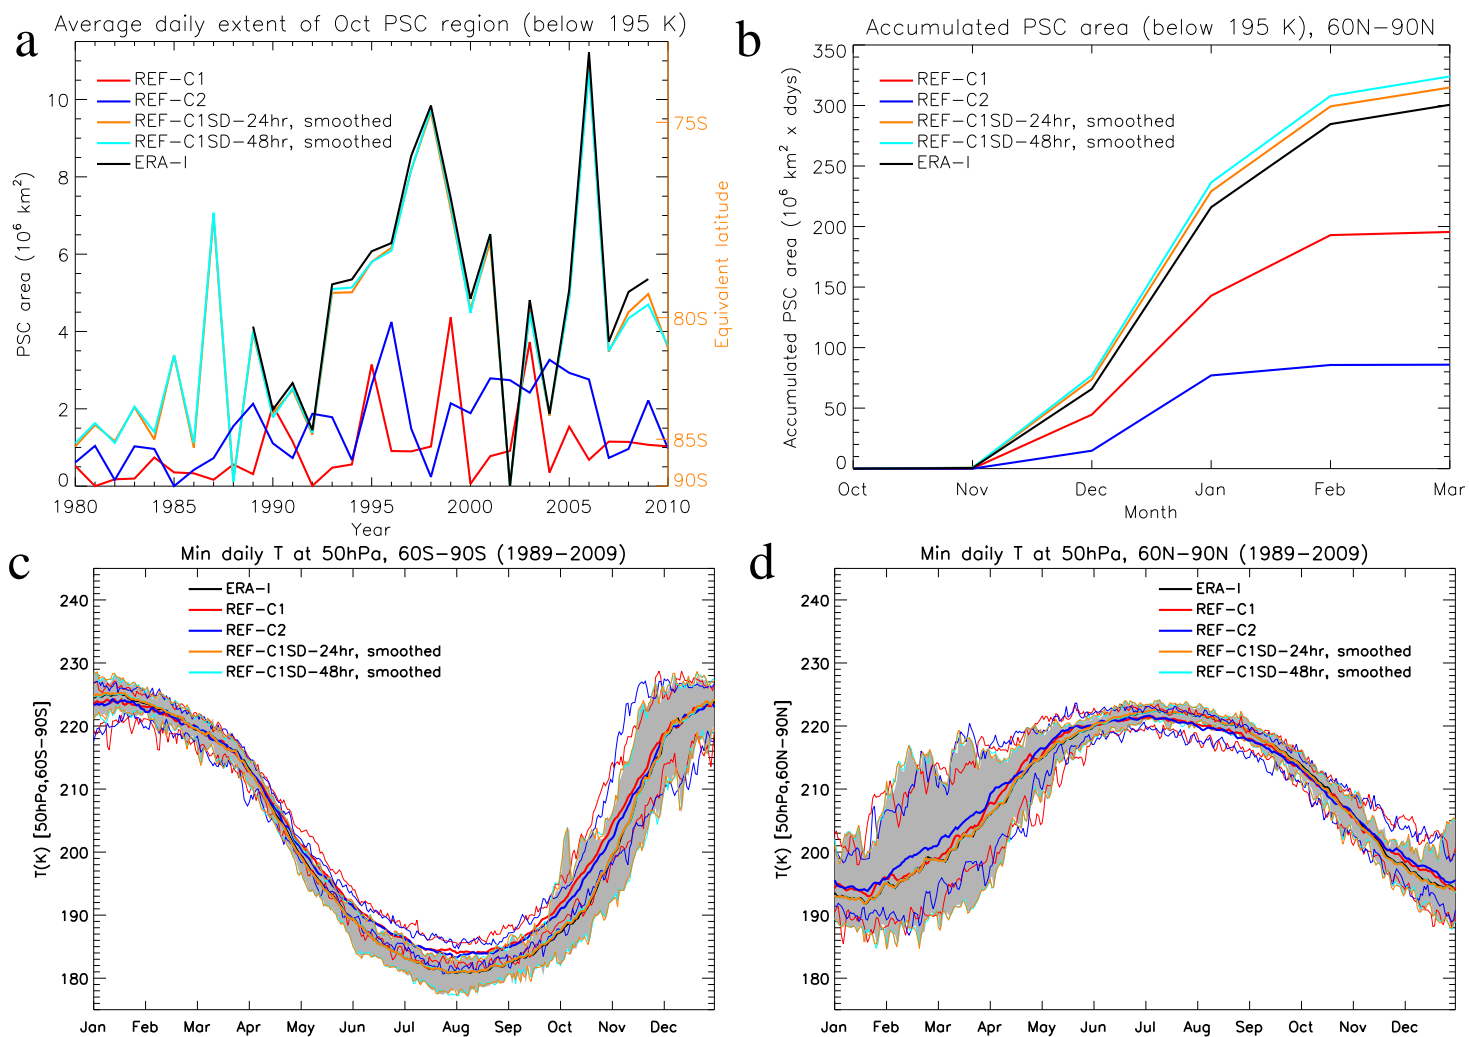 a
Average daily extent of Oct PSC region (below 195 K)
REF-C1
REF-C2
REF-C1SD-24hr, smoothed
REF-C1SD-48hr, smoothed
ERA-I
PSC area (10⁶ km²)
10
8
6
4
2
0
75S
80S
85S
90S
Equivalent latitude
1980
1985
1990
1995
2000
2005
2010
Year
b
Accumulated PSC area (below 195 K), 60N-90N
REF-C1
REF-C2
REF-C1SD-24hr, smoothed
REF-C1SD-48hr, smoothed
ERA-I
Accumulated PSC area (10⁶ km² x days)
350
300
250
200
150
100
50
0
Oct
Nov
Dec
Jan
Feb
Mar
Month
c
Min daily T at 50hPa, 60S-90S (1989-2009)
ERA-I
REF-C1
REF-C2
REF-C1SD-24hr, smoothed
REF-C1SD-48hr, smoothed
T(K) [50hPa,60S-90S]
240
230
220
210
200
190
180
Jan
Feb
Mar
Apr
May
Jun
Jul
Aug
Sep
Oct
Nov
Dec
d
Min daily T at 50hPa, 60N-90N (1989-2009)
ERA-I
REF-C1
REF-C2
REF-C1SD-24hr, smoothed
REF-C1SD-48hr, smoothed
T(K) [50hPa,60N-90N]
240
230
220
210
200
190
180
Jan
Feb
Mar
Apr
May
Jun
Jul
Aug
Sep
Oct
Nov
Dec